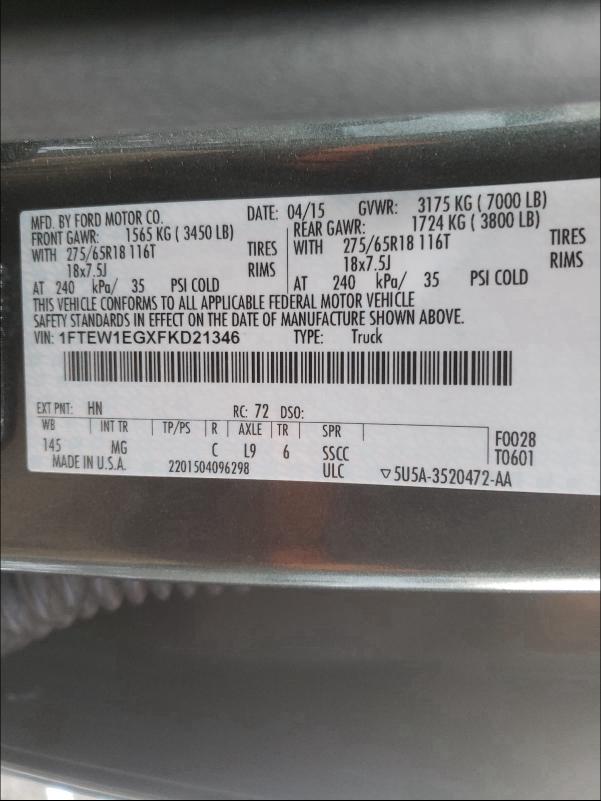 MFD. BY FORD MOTOR CO. DATE: 04/15 GVWR: 3175 KG ( 7000 LB)
FRONT GAWR: 1565 KG ( 3450 LB) REAR GAWR: 1724 KG ( 3800 LB)
WITH 275/65R18 116T TIRES WITH 275/65R18 116T TIRES
18x7.5J RIMS 18x7.5J RIMS
AT 240 kPa/ 35 PSI COLD AT 240 kPa/ 35 PSI COLD
THIS VEHICLE CONFORMS TO ALL APPLICABLE FEDERAL MOTOR VEHICLE
SAFETY STANDARDS IN EFFECT ON THE DATE OF MANUFACTURE SHOWN ABOVE.
VIN: 1FTEW1EGXFKD21346 TYPE: Truck
EXT PNT: HN RC: 72 DSO:
WB INT TR TP/PS R AXLE TR SPR F0028
145 MG C L9 6 SSCC T0601
MADE IN U.S.A. 2201504096298 ULC ▽5U5A-3520472-AA